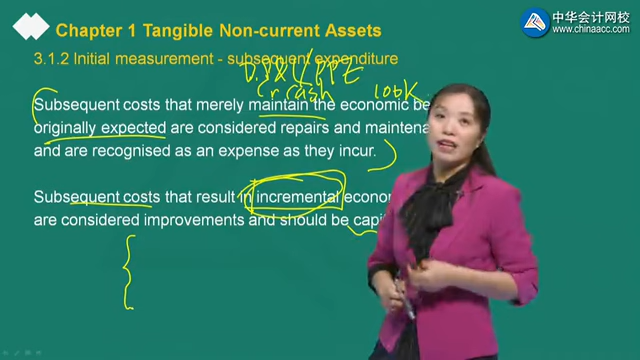 Chapter 1 Tangible Non-current Assets
中华会计网校
www.chinaacc.com
3.1.2 Initial measurement - subsequent expenditure
Cr cash 100k
Subsequent costs that merely maintain the economic be
originally expected are considered repairs and maintena
and are recognised as an expense as they incur.
Subsequent costs that result in incremental econo
are considered improvements and should be capi